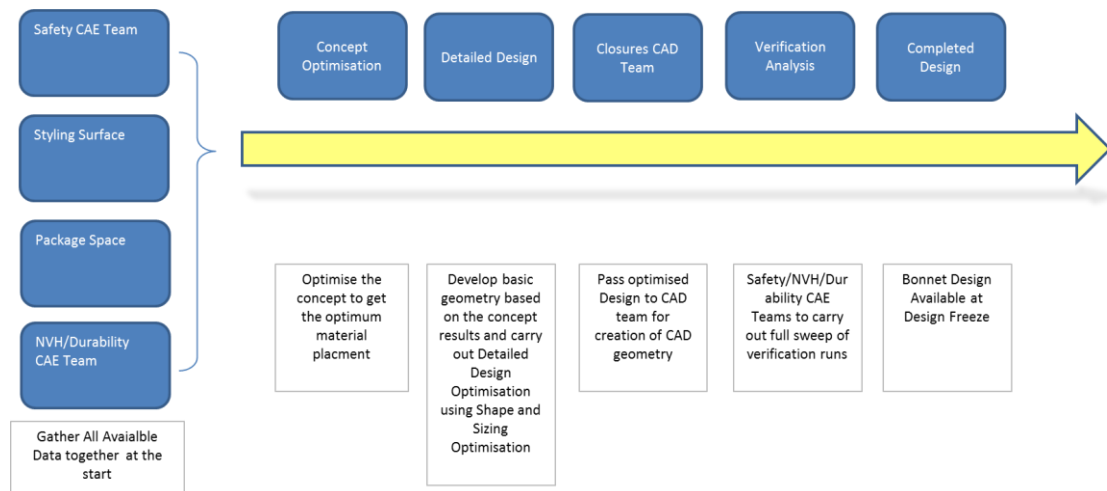 Safety CAE Team
Styling Surface
Package Space
NVH/Durability
CAE Team
Gather All Avaialble
Data together at the
start
Concept
Optimisation
Detailed Design
Closures CAD
Team
Verification
Analysis
Completed
Design
Optimise the
concept to get
the optimum
material
placment
Develop basic
geometry based
on the concept
results and carry
out Detailed
Design
Optimisation
using Shape and
Sizing
Optimisation
Pass optimised
Design to CAD
team for
creation of CAD
geometry
Safety/NVH/Dur
ability CAE
Teams to carry
out full sweep of
verification runs
Bonnet Design
Available at
Design Freeze